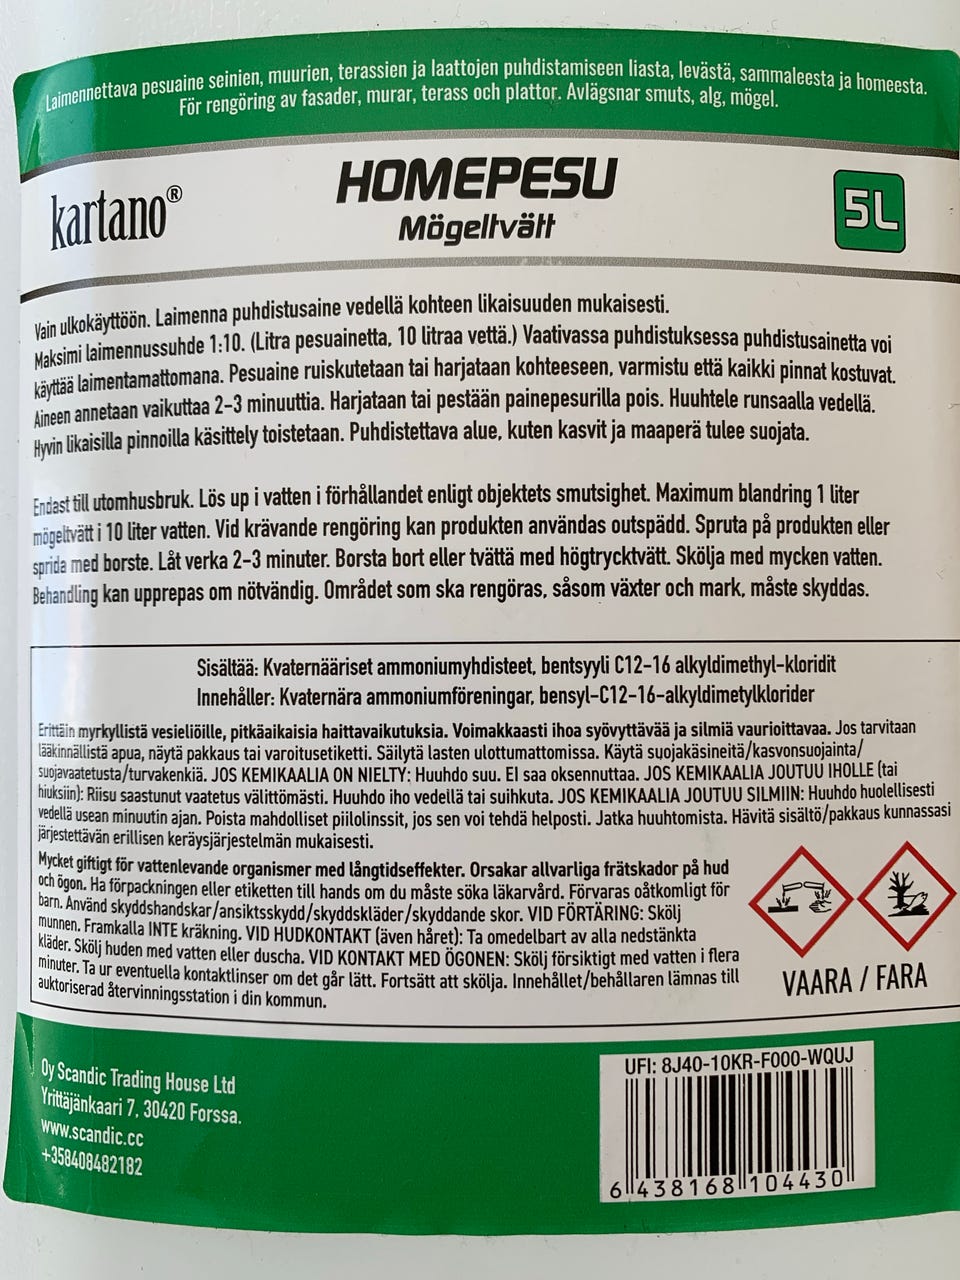 Laimennettava pesuaine seinien, muurien, terassien ja laattojen puhdistamiseen liasta, levästä, sammaleesta ja homeesta.
För rengöring av fasader, murar, terass och plattor. Avlägsnar smuts, alg, mögel.
kartano®
HOMEPESU
Mögeltvätt
5L
Vain ulkokäyttöön. Laimenna puhdistusaine vedellä kohteen likaisuuden mukaisesti.
Maksimi laimennussuhde 1:10. (Litra pesuainetta, 10 litraa vettä.) Vaativassa puhdistuksessa puhdistusainetta voi
käyttää laimentamattomana. Pesuaine ruiskutetaan tai harjataan kohteeseen, varmistu että kaikki pinnat kostuvat.
Aineen annetaan vaikuttaa 2-3 minuuttia. Harjataan tai pestään painepesurilla pois. Huuhtele runsaalla vedellä.
Hyvin likaisilla pinnoilla käsittely toistetaan. Puhdistettava alue, kuten kasvit ja maaperä tulee suojata.
Endast till utomhusbruk. Lös up i vatten i förhållandet enligt objektets smutsighet. Maximum blandring 1 liter
mögeltvätt i 10 liter vatten. Vid krävande rengöring kan produkten användas outspädd. Spruta på produkten eller
sprida med borste. Låt verka 2-3 minuter. Borsta bort eller tvättä med högtrycktvätt. Skölja med mycken vatten.
Behandling kan upprepas om nötvändig. Området som ska rengöras, såsom växter och mark, måste skyddas.
Sisältää: Kvaternääriset ammoniumyhdisteet, bentsyyli C12-16 alkyldimethyl-kloridit
Innehåller: Kvaternära ammoniumföreningar, bensyl-C12-16-alkyldimetylklorider
Erittäin myrkyllistä vesieliöille, pitkäaikaisia haittavaikutuksia. Voimakkaasti ihoa syövyttävää ja silmiä vaurioittavaa. Jos tarvitaan
lääkinnällistä apua, näytä pakkaus tai varoitusetiketti. Säilytä lasten ulottumattomissa. Käytä suojakäsineitä/kasvonsuojainta/
suojavaatetusta/turvakenkiä. JOS KEMIKAALIA ON NIELTY: Huuhdo suu. EI saa oksennuttaa. JOS KEMIKAALIA JOUTUU IHOLLE (tai
hiuksiin): Riisu saastunut vaatetus välittömästi. Huuhdo iho vedellä tai suihkuta. JOS KEMIKAALIA JOUTUU SILMIIN: Huuhdo huolellisesti
vedellä usean minuutin ajan. Poista mahdolliset piilolinssit, jos sen voi tehdä helposti. Jatka huuhtomista. Hävitä sisältö/pakkaus kunnassasi
järjestettävän erillisen keräysjärjestelmän mukaisesti.
Mycket giftigt för vattenlevande organismer med långtidseffekter. Orsakar allvarliga frätskador på hud
och ögon. Ha förpackningen eller etiketten till hands om du måste söka läkarvård. Förvaras oåtkomligt för
barn. Använd skyddshandskar/ansiktsskydd/skyddskläder/skyddande skor. VID FÖRTÄRING: Skölj
munnen. Framkalla INTE kräkning. VID HUDKONTAKT (även håret): Ta omedelbart av alla nedstänkta
kläder. Skölj huden med vatten eller duscha. VID KONTAKT MED ÖGONEN: Skölj försiktigt med vatten i flera
minuter. Ta ur eventuella kontaktlinser om det går lätt. Fortsätt att skölja. Innehållet/behållaren lämnas till
auktoriserad återvinningsstation i din kommun.
VAARA / FARA
Oy Scandic Trading House Ltd
Yrittäjänkaari 7, 30420 Forssa.
www.scandic.cc
+358408482182
UFI: 8J40-10KR-F000-WQUJ
6 438168 104430